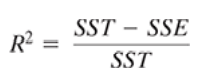 R² = (SST − SSE) / SST